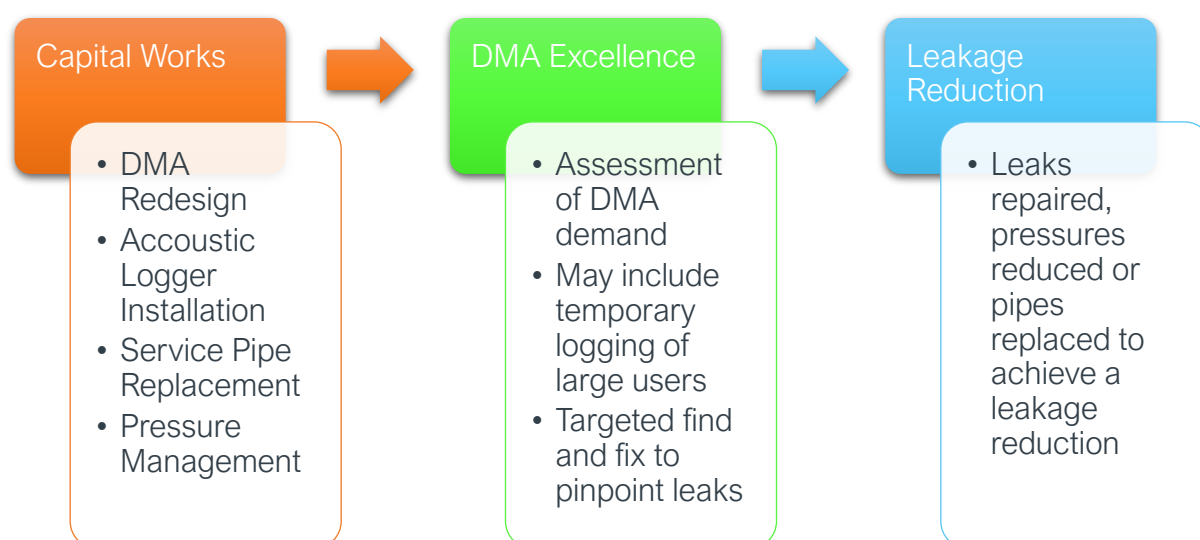 Capital Works
• DMA
Redesign
• Accoustic
Logger
Installation
• Service Pipe
Replacement
• Pressure
Management
DMA Excellence
• Assessment
of DMA
demand
• May include
temporary
logging of
large users
• Targeted find
and fix to
pinpoint leaks
Leakage
Reduction
• Leaks
repaired,
pressures
reduced or
pipes
replaced to
achieve a
leakage
reduction